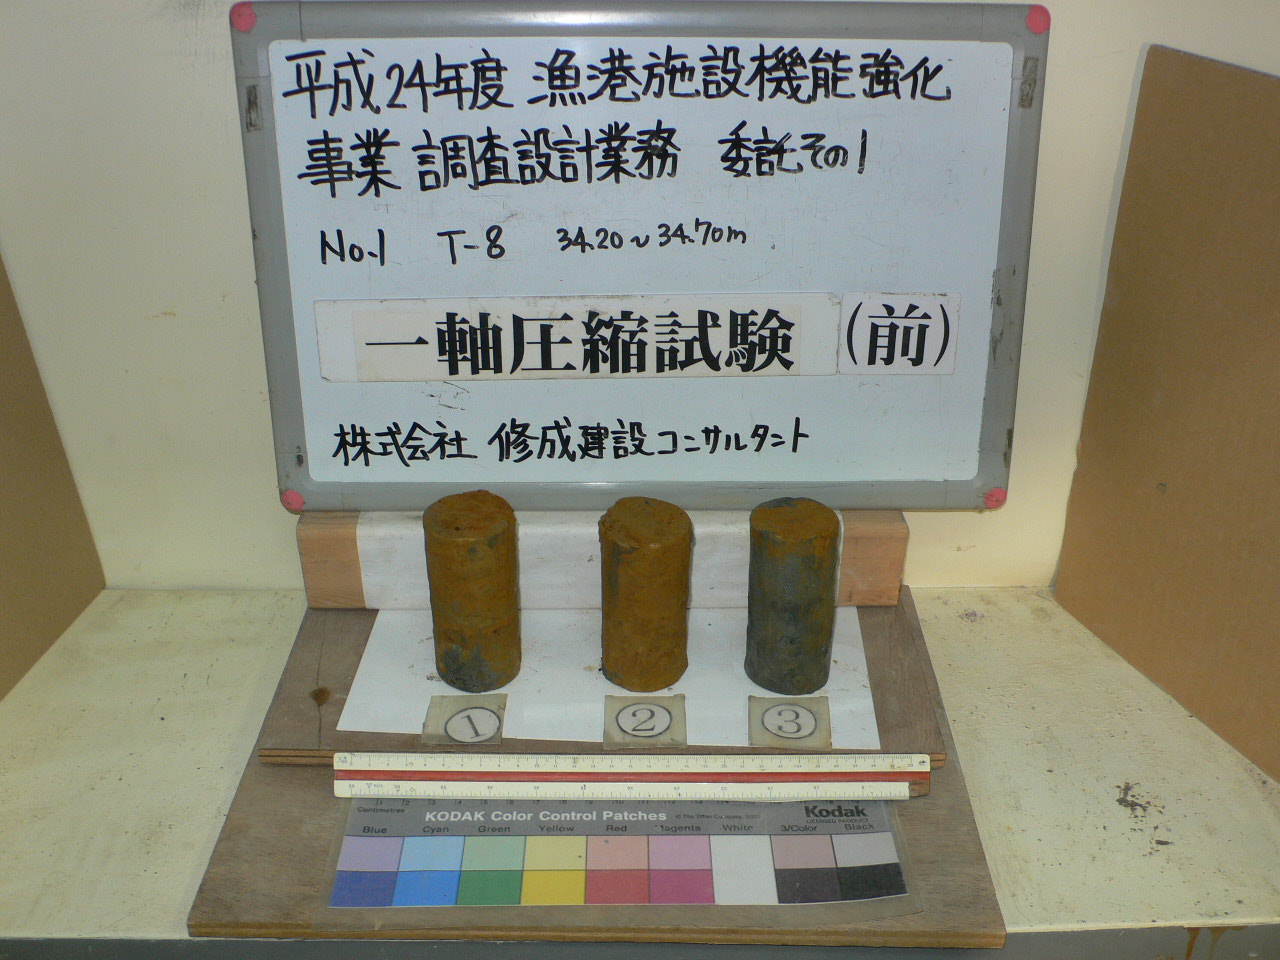 平成24年度 漁港施設機能強化
事業 調査設計業務 委託その1
No.1 T-8 34.20～34.70m
一軸圧縮試験 (前)
株式会社 修成建設コンサルタント
① ② ③
Centimetres
KODAK Color Control Patches © The Tiffen Company, 2000 Kodak
LICENSED PRODUCT
Blue Cyan Green Yellow Red Magenta White 3/Color Black